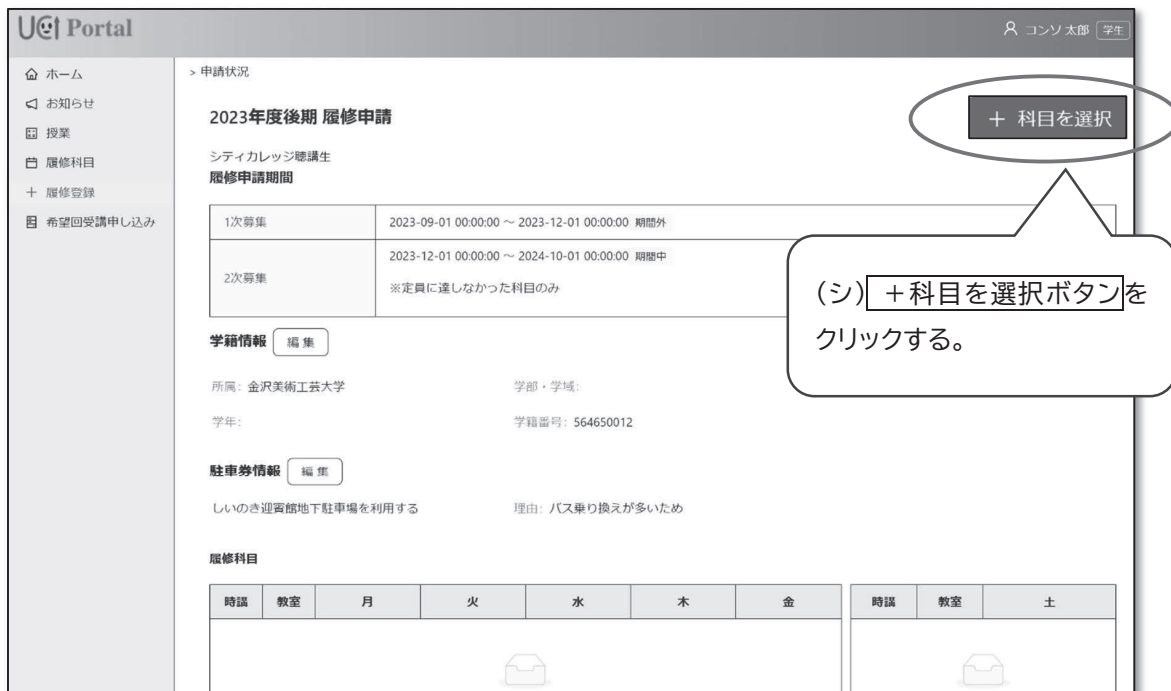 UCI Portal
コンソ 太郎 学生
ホーム
お知らせ
授業
履修科目
+ 履修登録
希望回受講申し込み
> 申請状況
2023年度後期 履修申請
+ 科目を選択
シティカレッジ聴講生
履修申請期間
1次募集 2023-09-01 00:00:00 ～ 2023-12-01 00:00:00 期間外
2次募集 2023-12-01 00:00:00 ～ 2024-10-01 00:00:00 期間中
※定員に達しなかった科目のみ
(シ) +科目を選択ボタンを
クリックする。
学籍情報 編集
所属: 金沢美術工芸大学 学部・学域:
学年: 学籍番号: 564650012
駐車券情報 編集
しいのき迎賓館地下駐車場を利用する 理由: バス乗り換えが多いため
履修科目
時講 教室 月 火 水 木 金 時講 教室 土